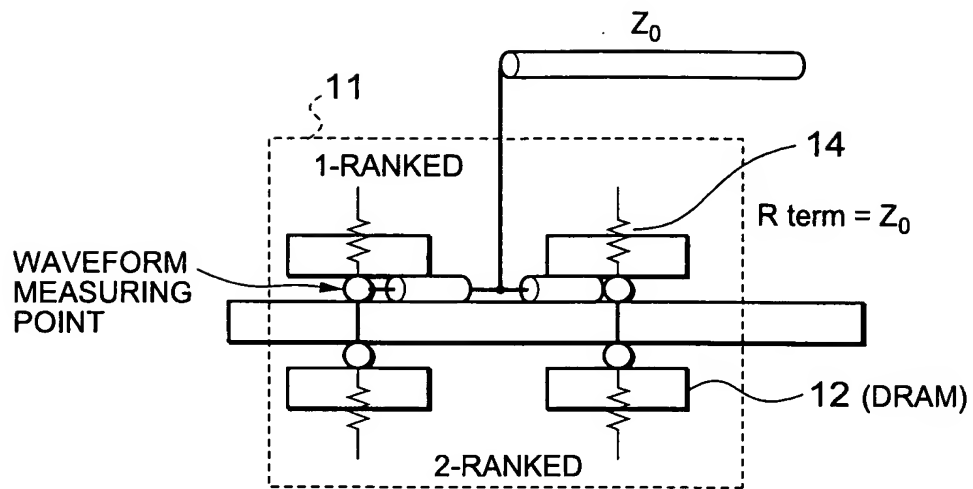 Z0
11
1-RANKED
14
R term = Z0
WAVEFORM
MEASURING
POINT
12 (DRAM)
2-RANKED